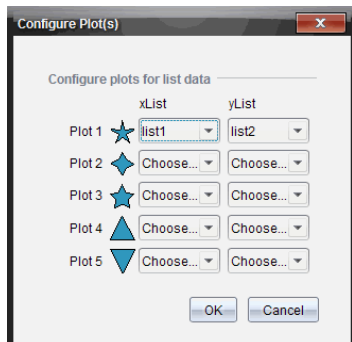 Configure Plot(s)
x
Configure plots for list data
xList yList
Plot 1 list1 list2
Plot 2 Choose... Choose...
Plot 3 Choose... Choose...
Plot 4 Choose... Choose...
Plot 5 Choose... Choose...
OK Cancel